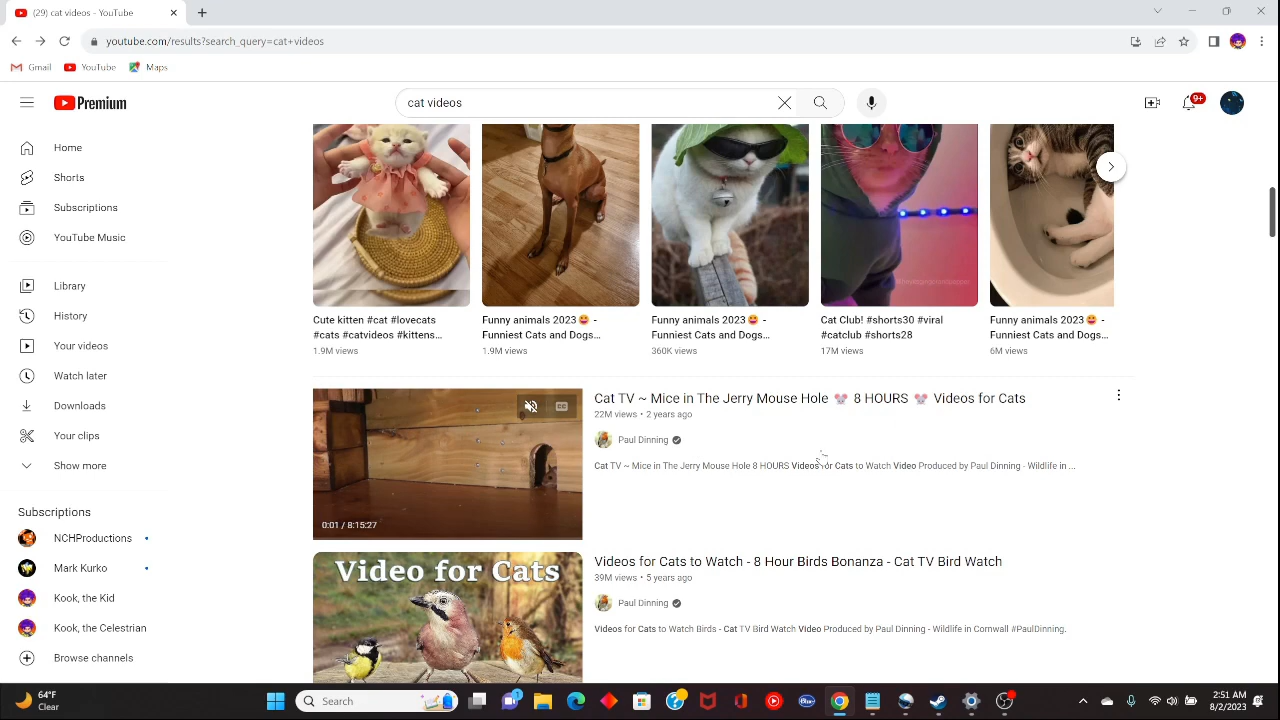 (29) cat videos - YouTube
youtube.com/results?search_query=cat+videos
Gmail
YouTube
Maps
Premium
cat videos
9+
Home
Shorts
Subscriptions
YouTube Music
Library
History
Your videos
Watch later
Downloads
Your clips
Show more
Subscriptions
NCHProductions
Mark Kurko
Kook, the Kid
Kook, the Celestrian
Browse channels
Cute kitten #cat #lovecats
#cats #catvideos #kittens...
1.9M views
Funny animals 2023😀 -
Funniest Cats and Dogs...
1.9M views
Funny animals 2023😀 -
Funniest Cats and Dogs...
360K views
Cat Club! #shorts30 #viral
#catclub #shorts28
17M views
Funny animals 2023😀 -
Funniest Cats and Dogs...
6M views
CC
0:01 / 8:15:27
Cat TV ~ Mice in The Jerry Mouse Hole 🐭 8 HOURS 🐭 Videos for Cats
22M views • 2 years ago
Paul Dinning
Cat TV ~ Mice in The Jerry Mouse Hole 8 HOURS Videos for Cats to Watch Video Produced by Paul Dinning - Wildlife in ...
Video for Cats
Videos for Cats to Watch - 8 Hour Birds Bonanza - Cat TV Bird Watch
39M views • 5 years ago
Paul Dinning
Videos for Cats to Watch Birds - Cat TV Bird Watch Video Produced by Paul Dinning - Wildlife in Cornwall #PaulDinning.
64°F
Clear
Search
2:51 AM
8/2/2023